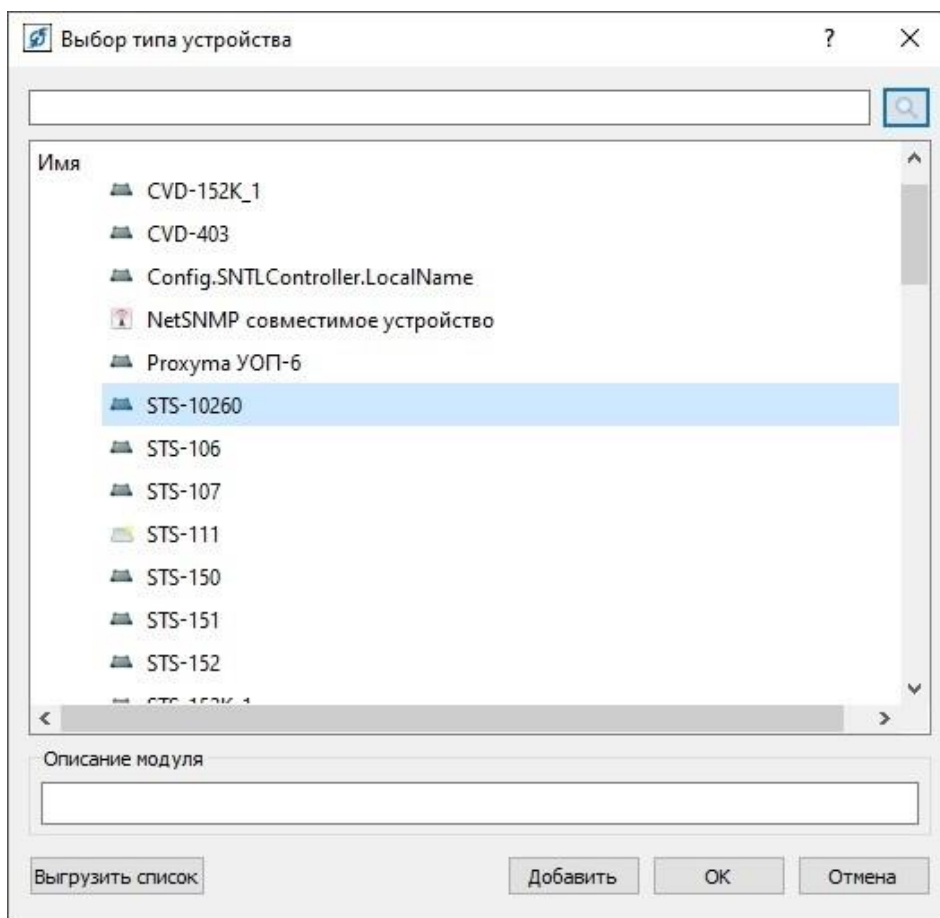 Выбор типа устройства
?
Имя
CVD-152K_1
CVD-403
Config.SNTLController.LocalName
NetSNMP совместимое устройство
Proxyma УОП-6
STS-10260
STS-106
STS-107
STS-111
STS-150
STS-151
STS-152
Описание модуля
Выгрузить список
Добавить
OK
Отмена